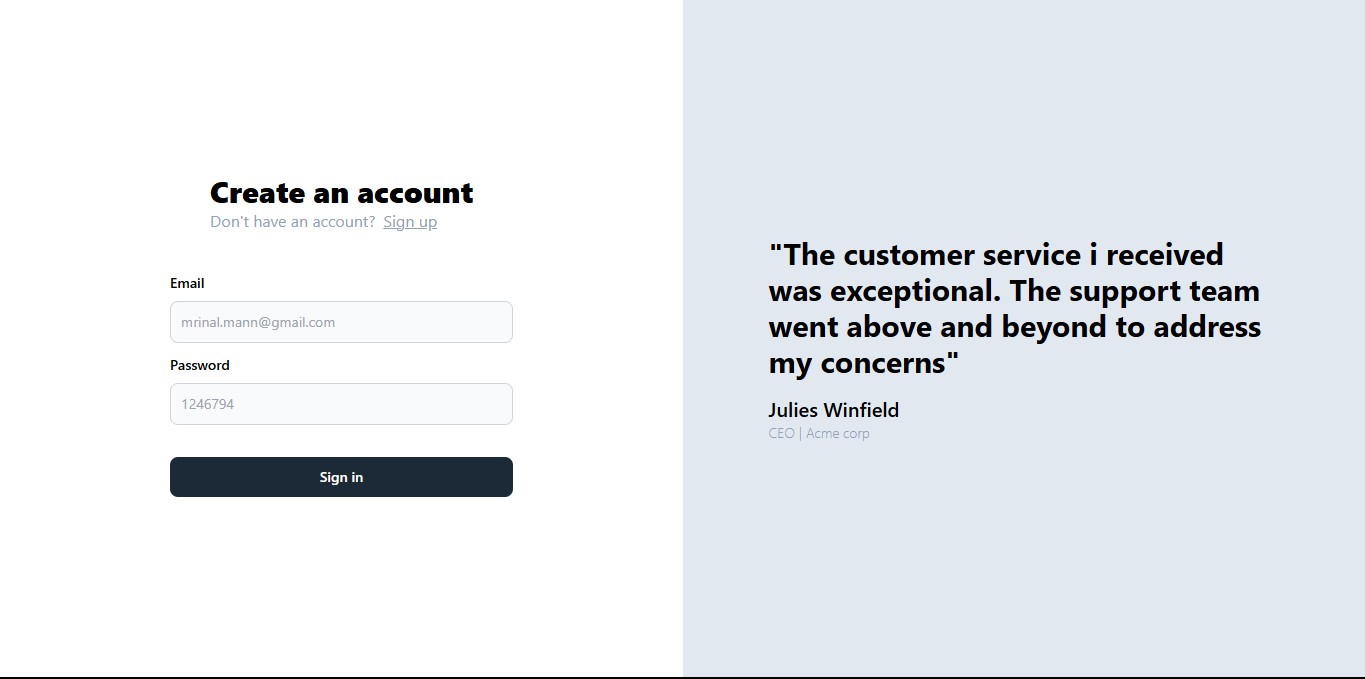 Create an account
Don't have an account? Sign up
Email
mrinal.mann@gmail.com
Password
1246794
Sign in
"The customer service i received
was exceptional. The support team
went above and beyond to address
my concerns"
Julies Winfield
CEO | Acme corp